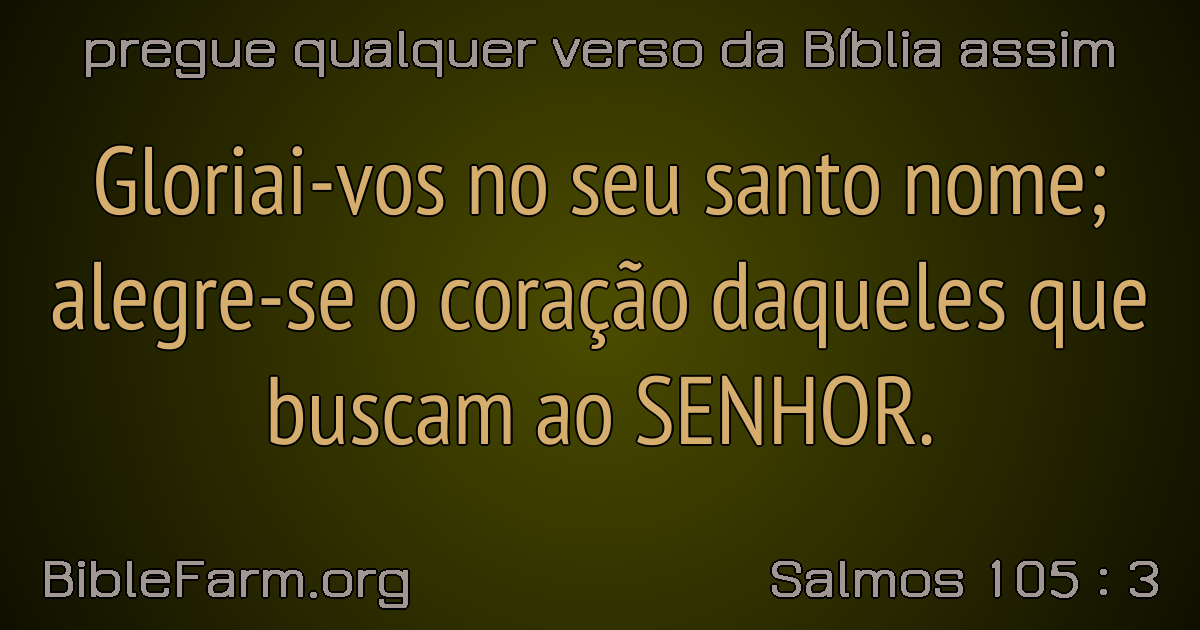 pregue qualquer verso da Bíblia assim
Gloriai-vos no seu santo nome;
alegre-se o coração daqueles que
buscam ao SENHOR.
BibleFarm.org
Salmos 105 : 3